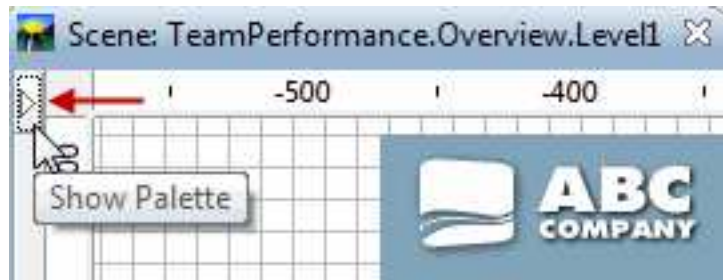 Scene: TeamPerformance.Overview.Level1
-500 -400
Show Palette
ABC
COMPANY